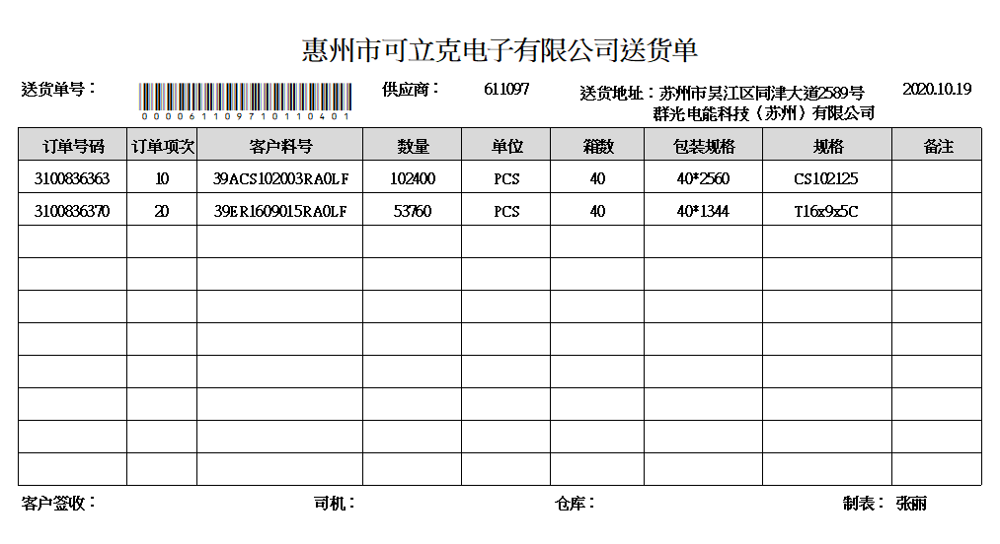 惠州市可立克电子有限公司送货单
送货单号： 供应商： 611097 送货地址：苏州市吴江区同津大道2589号 2020.10.19
000061109710110401 群光电能科技（苏州）有限公司
订单号码 订单项次 客户料号 数量 单位 箱数 包装规格 规格 备注
3100836363 10 39ACS102003RA0LF 102400 PCS 40 40*2560 CS102125
3100836370 20 39ER1609015RA0LF 53760 PCS 40 40*1344 T16x9x5C
客户签收： 司机： 仓库： 制表： 张丽